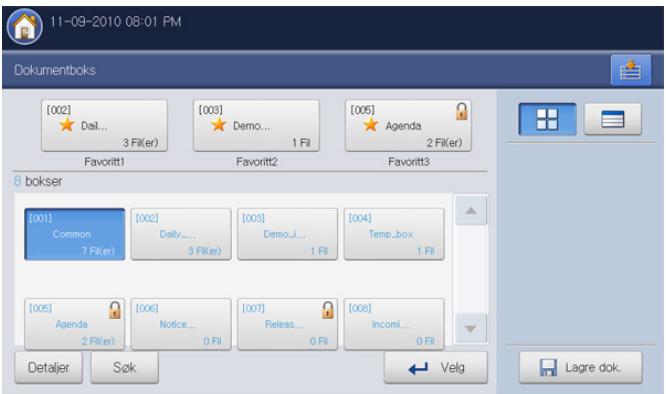 11-09-2010 08:01 PM
Dokumentboks
[002]
Dail...
3 Fil(er)
Favoritt1
[003]
Demo...
1 Fil
Favoritt2
[005]
Agenda
2 Fil(er)
Favoritt3
8 bokser
[001]
Common
7 Fil(er)
[002]
Daily_...
3 Fil(er)
[003]
Demo_i...
1 Fil
[004]
Temp_box
1 Fil
[005]
Agenda
2 Fil(er)
[006]
Notice...
0 Fil
[007]
Releas...
0 Fil
[008]
Incomi...
0 Fil
Detaljer
Søk
Velg
Lagre dok.